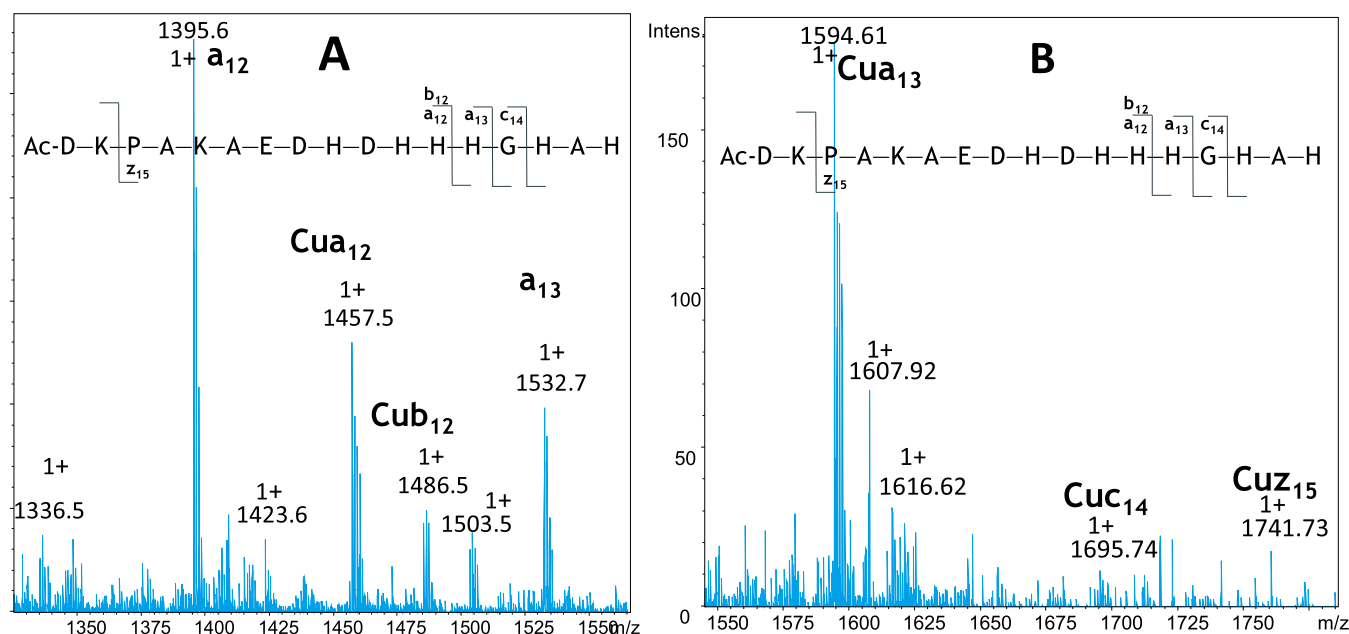 1395.6
1+ a12
A
b12
a12 a13 c14
Ac-D-K-P-A-K-A-E-D-H-D-H-H-H-G-H-A-H
z15
Cua12
1+
1457.5
a13
1+
1532.7
Cub12
1+
1486.5
1+
1503.5
1+
1336.5
1+
1423.6
1350 1375 1400 1425 1450 1475 1500 1525 1550 m/z
Intens.
1594.61
1+
Cua13
B
b12
a12 a13 c14
Ac-D-K-P-A-K-A-E-D-H-D-H-H-H-G-H-A-H
z15
150
100
50
0
1+
1607.92
1+
1616.62
Cuc14
1+
1695.74
Cuz15
1+
1741.73
1550 1575 1600 1625 1650 1675 1700 1725 1750 m/z